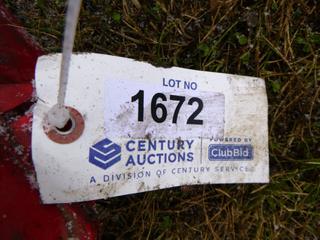 LOT NO
1672
CENTURY
AUCTIONS
POWERED BY
ClubBid
A DIVISION OF CENTURY SERVICES